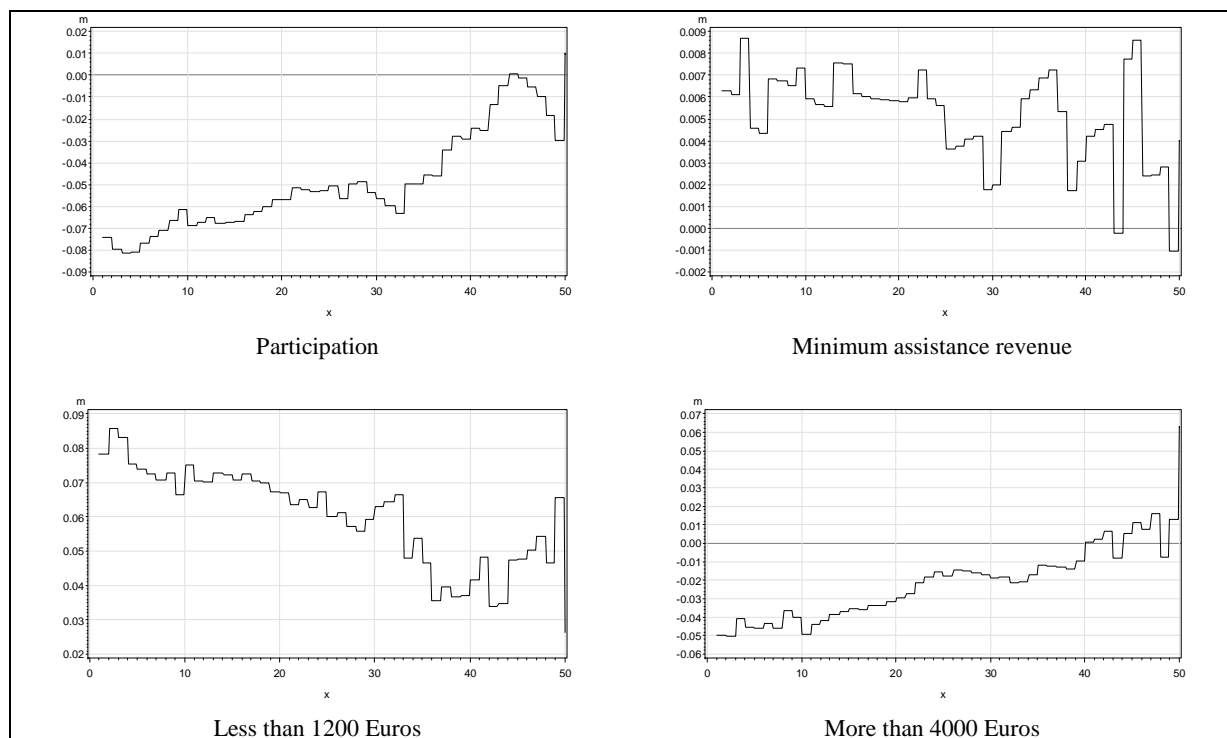 m
0.02
0.01
0.00
-0.01
-0.02
-0.03
-0.04
-0.05
-0.06
-0.07
-0.08
-0.09
0 10 20 30 40 50
x
Participation
m
0.009
0.008
0.007
0.006
0.005
0.004
0.003
0.002
0.001
0.000
-0.001
-0.002
0 10 20 30 40 50
x
Minimum assistance revenue
m
0.09
0.08
0.07
0.06
0.05
0.04
0.03
0.02
0 10 20 30 40 50
x
Less than 1200 Euros
m
0.07
0.06
0.05
0.04
0.03
0.02
0.01
0.00
-0.01
-0.02
-0.03
-0.04
-0.05
-0.06
0 10 20 30 40 50
x
More than 4000 Euros